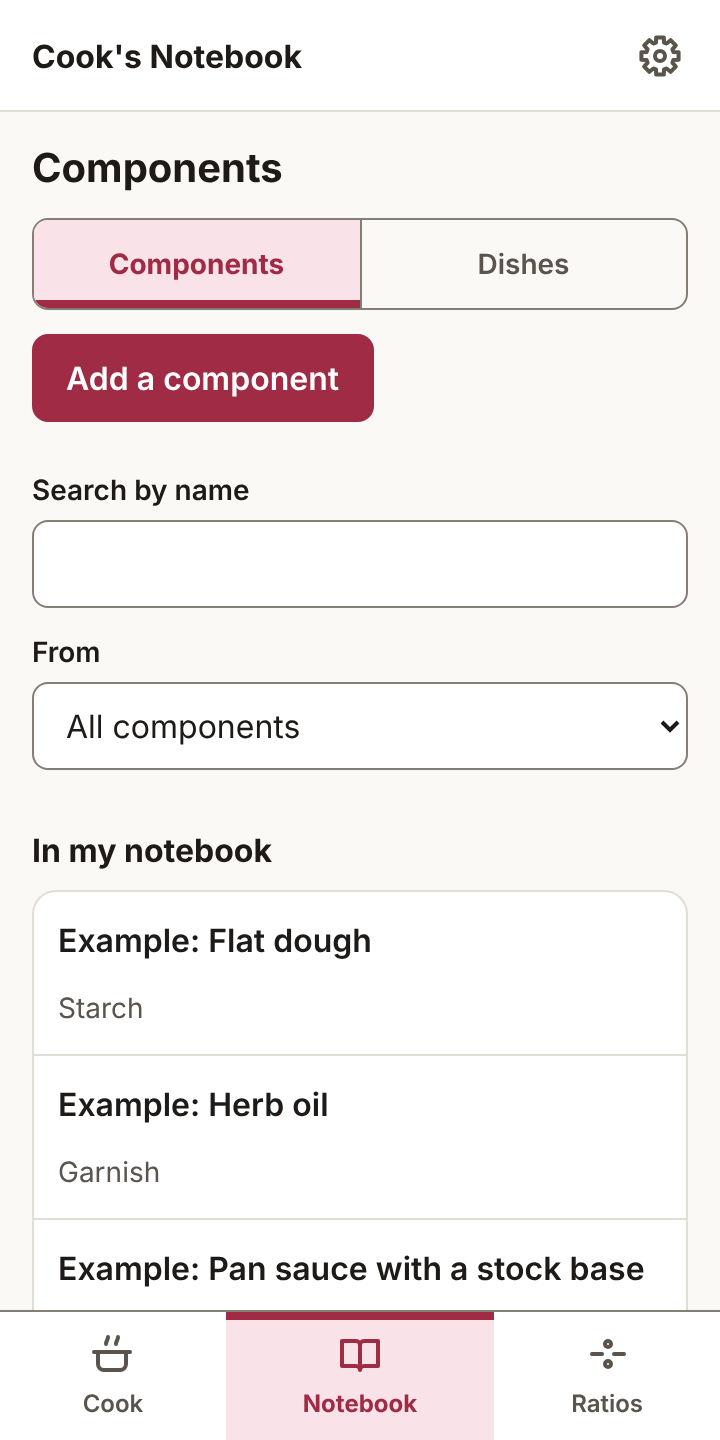 Cook's Notebook
Components
Components
Dishes
Add a component
Search by name
From
All components
In my notebook
Example: Flat dough
Starch
Example: Herb oil
Garnish
Example: Pan sauce with a stock base
Cook
Notebook
Ratios